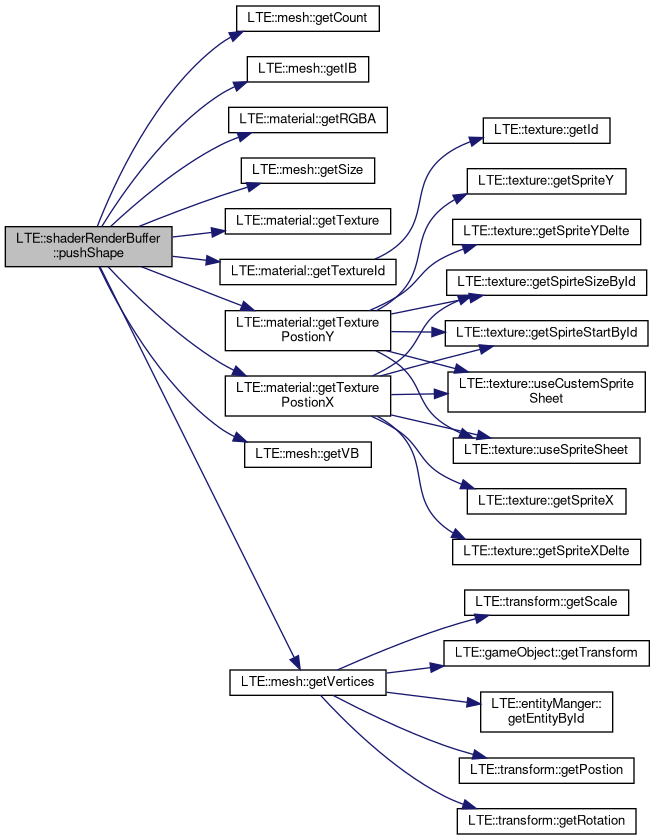 LTE::mesh::getCount
LTE::mesh::getIB
LTE::material::getRGBA
LTE::mesh::getSize
LTE::material::getTexture
LTE::shaderRenderBuffer
::pushShape
LTE::material::getTextureId
LTE::material::getTexture
PostionY
LTE::material::getTexture
PostionX
LTE::mesh::getVB
LTE::mesh::getVertices
LTE::texture::getId
LTE::texture::getSpriteY
LTE::texture::getSpriteYDelte
LTE::texture::getSpirteSizeById
LTE::texture::getSpirteStartById
LTE::texture::useCustemSprite
Sheet
LTE::texture::useSpriteSheet
LTE::texture::getSpriteX
LTE::texture::getSpriteXDelte
LTE::transform::getScale
LTE::gameObject::getTransform
LTE::entityManger::
getEntityById
LTE::transform::getPostion
LTE::transform::getRotation